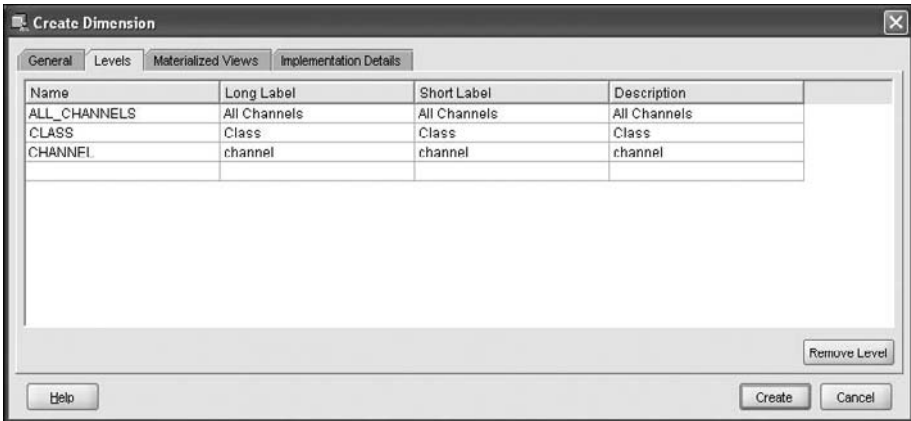 Create Dimension
General Levels Materialized Views Implementation Details
Name Long Label Short Label Description
ALL_CHANNELS All Channels All Channels All Channels
CLASS Class Class Class
CHANNEL channel channel channel
Remove Level
Help Create Cancel